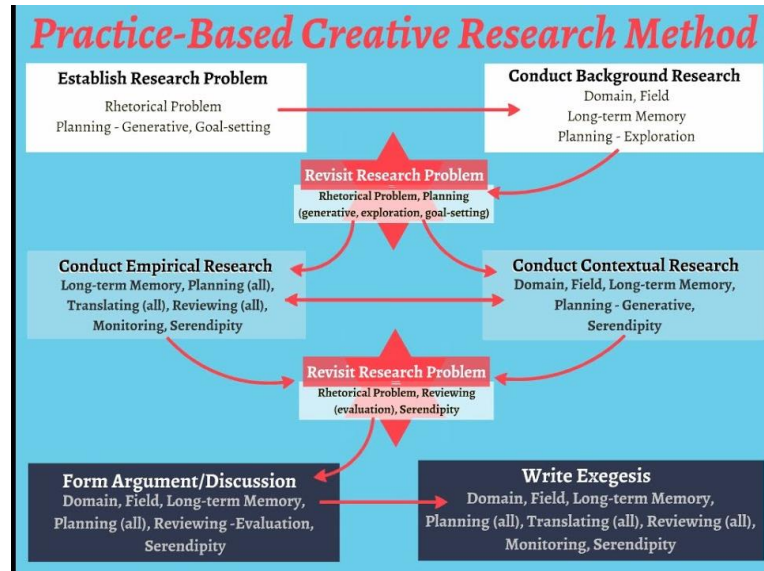 Practice-Based Creative Research Method
Establish Research Problem
Rhetorical Problem
Planning - Generative, Goal-setting
Conduct Background Research
Domain, Field
Long-term Memory
Planning - Exploration
Revisit Research Problem
Rhetorical Problem, Planning
(generative, exploration, goal-setting)
Conduct Empirical Research
Long-term Memory, Planning (all),
Translating (all), Reviewing (all),
Monitoring, Serendipity
Conduct Contextual Research
Domain, Field, Long-term Memory,
Planning - Generative,
Serendipity
Revisit Research Problem
Rhetorical Problem, Reviewing
(evaluation), Serendipity
Form Argument/Discussion
Domain, Field, Long-term Memory,
Planning (all), Reviewing -Evaluation,
Serendipity
Write Exegesis
Domain, Field, Long-term Memory,
Planning (all), Translating (all), Reviewing (all),
Monitoring, Serendipity